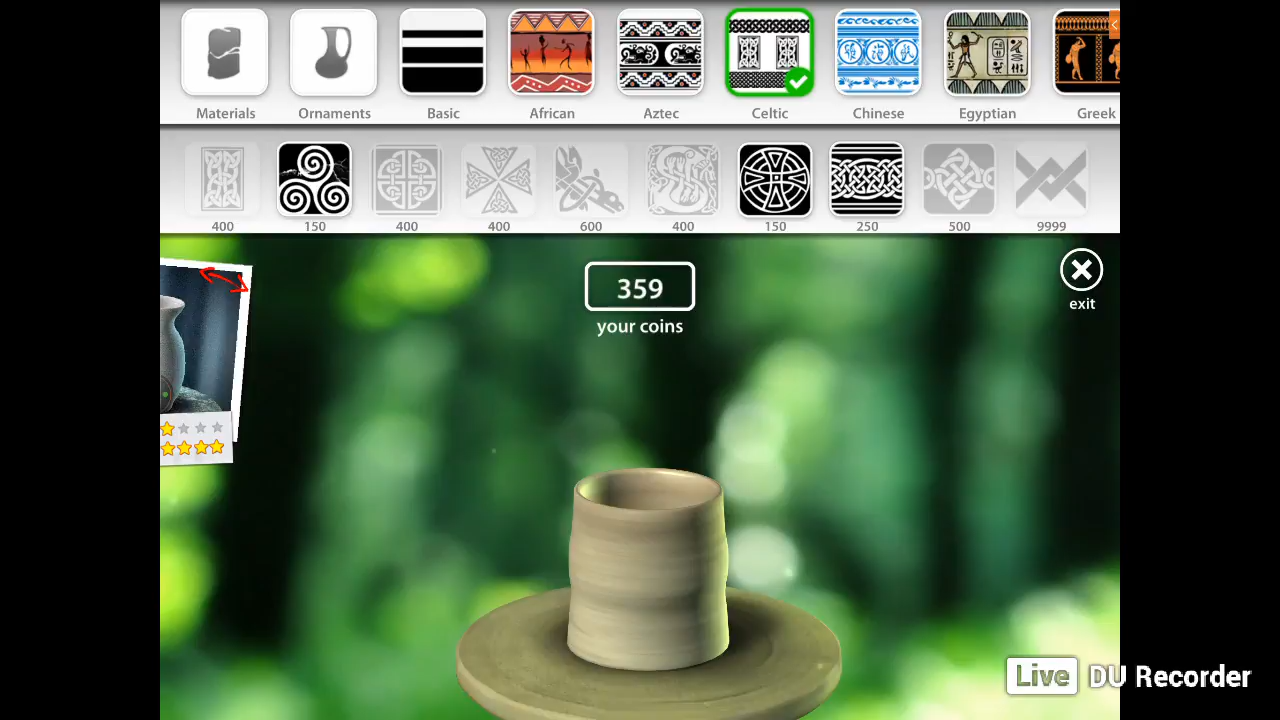 Materials
Ornaments
Basic
African
Aztec
Celtic
Chinese
Egyptian
Greek
400
150
400
400
600
400
150
250
500
9999
359
your coins
exit
Live DU Recorder